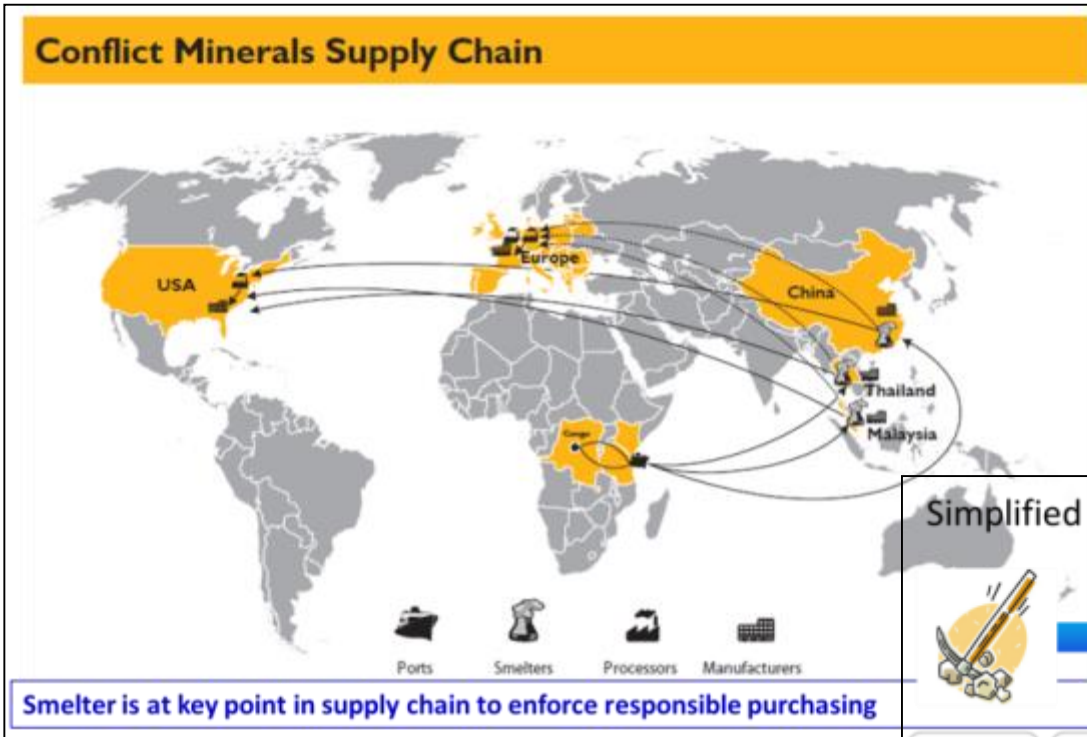 Conflict Minerals Supply Chain
USA
Europe
China
Thailand
Malaysia
Congo
Simplified
Ports
Smelters
Processors
Manufacturers
Smelter is at key point in supply chain to enforce responsible purchasing